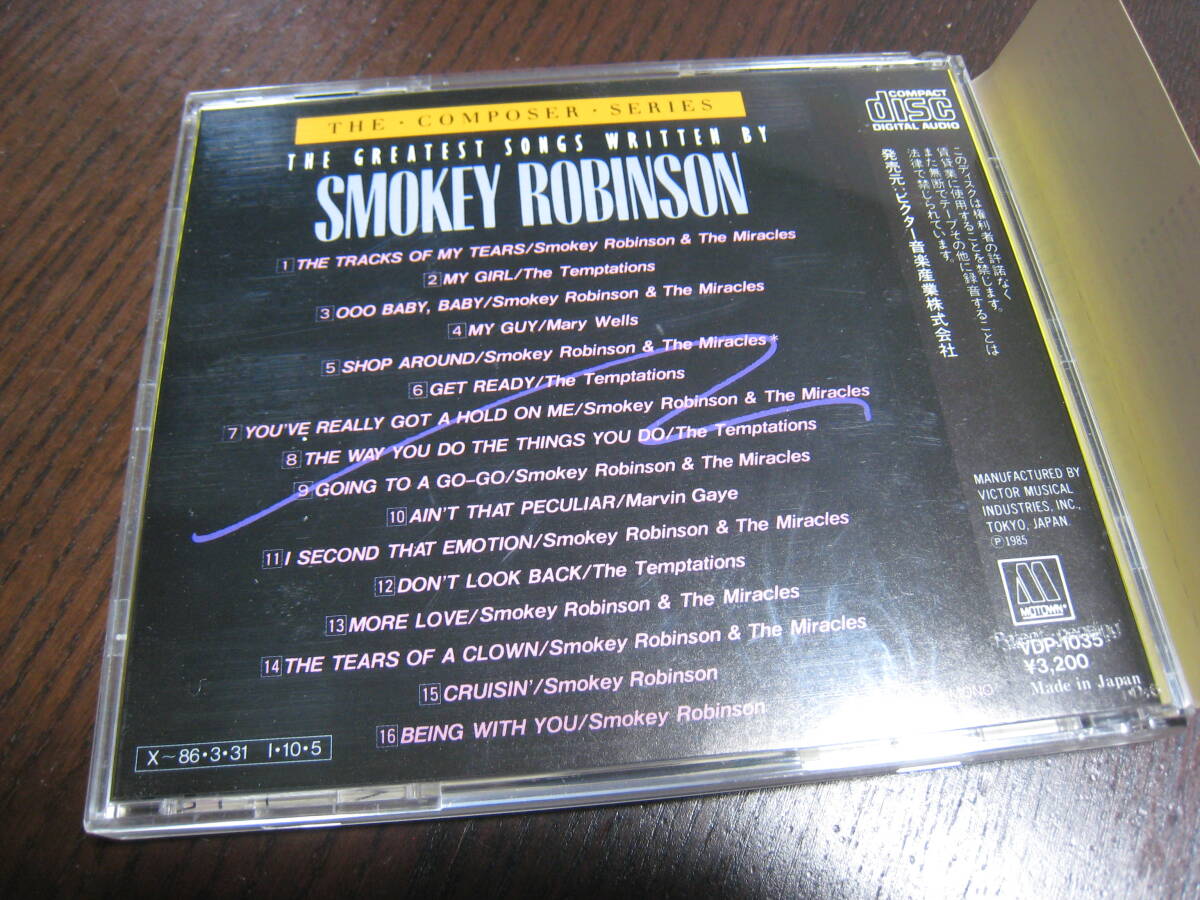 THE · COMPOSER · SERIES
THE GREATEST SONGS WRITTEN BY
SMOKEY ROBINSON
1 THE TRACKS OF MY TEARS/Smokey Robinson & The Miracles
2 MY GIRL/The Temptations
3 OOO BABY, BABY/Smokey Robinson & The Miracles
4 MY GUY/Mary Wells
5 SHOP AROUND/Smokey Robinson & The Miracles*
6 GET READY/The Temptations
7 YOU'VE REALLY GOT A HOLD ON ME/Smokey Robinson & The Miracles
8 THE WAY YOU DO THE THINGS YOU DO/The Temptations
9 GOING TO A GO-GO/Smokey Robinson & The Miracles
10 AIN'T THAT PECULIAR/Marvin Gaye
11 I SECOND THAT EMOTION/Smokey Robinson & The Miracles
12 DON'T LOOK BACK/The Temptations
13 MORE LOVE/Smokey Robinson & The Miracles
14 THE TEARS OF A CLOWN/Smokey Robinson & The Miracles
15 CRUISIN'/Smokey Robinson
16 BEING WITH YOU/Smokey Robinson
X~86·3·31 I·10·5
COMPACT
disc
DIGITAL AUDIO
このディスクは権利者の許諾なく
賃貸業に使用することを禁じます。
また無断でテープその他に録音することは
法律で禁じられています。
発売元:ビクター音楽産業株式会社
MANUFACTURED BY
VICTOR MUSICAL
INDUSTRIES, INC.,
TOKYO, JAPAN.
Ⓟ1985
M
MOTOWN®
VDP-1035
¥3,200
Made in Japan
MONO